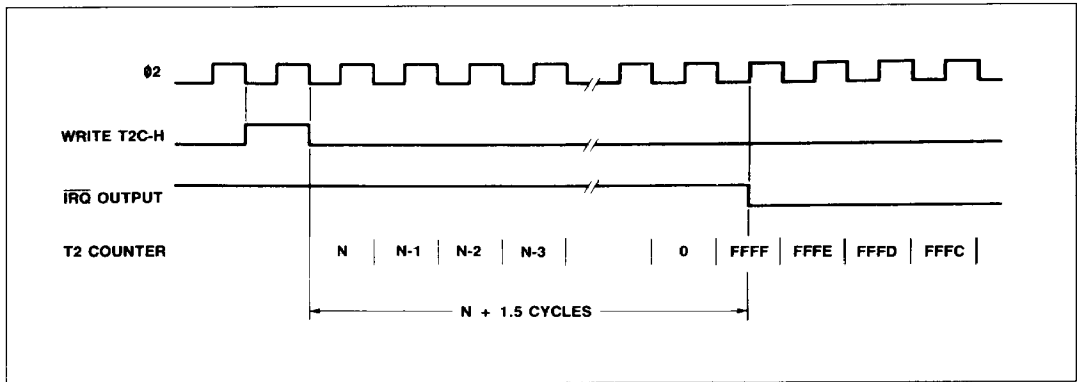 ϕ2
WRITE T2C-H
IRQ OUTPUT
T2 COUNTER N N-1 N-2 N-3 0 FFFF FFFE FFFD FFFC
N + 1.5 CYCLES